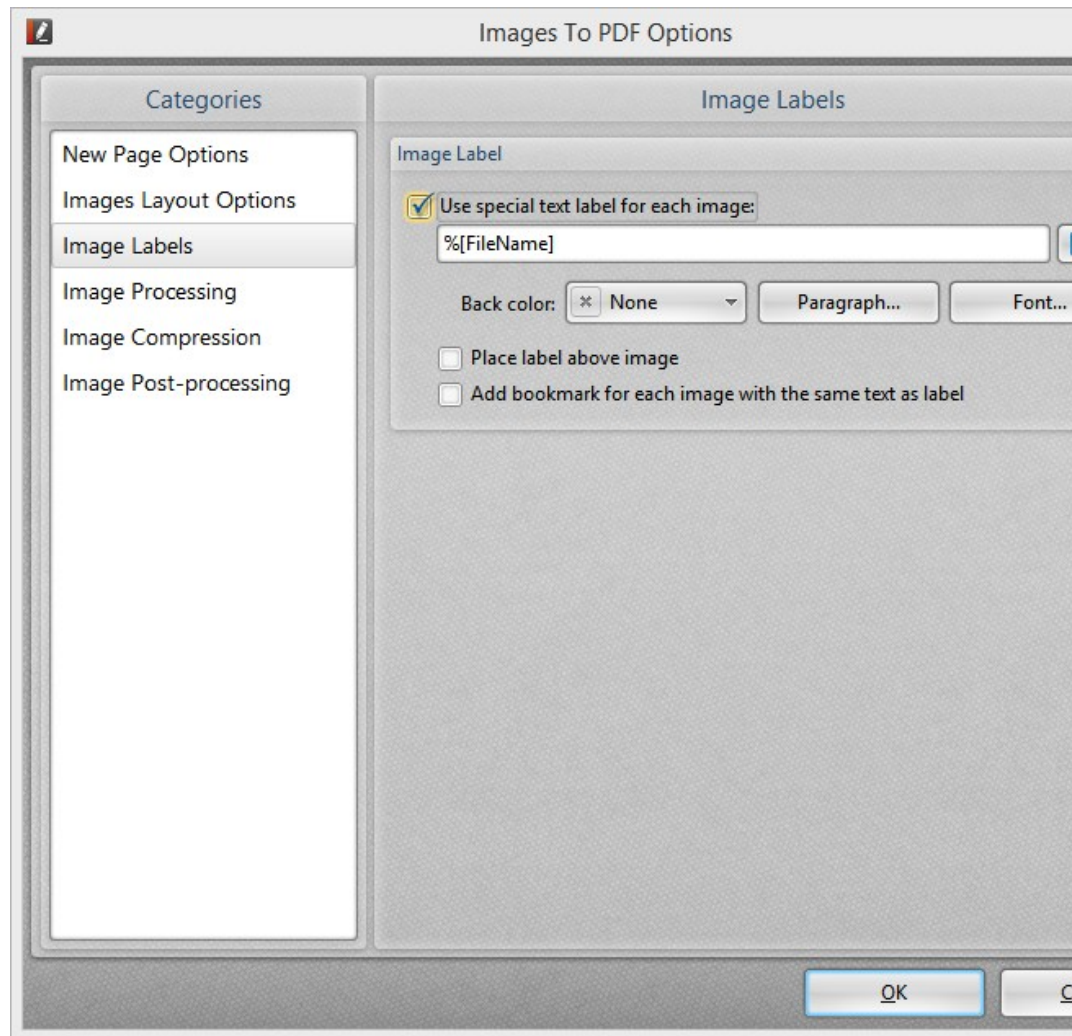 Images To PDF Options
Categories
New Page Options
Images Layout Options
Image Labels
Image Processing
Image Compression
Image Post-processing
Image Labels
Image Label
Use special text label for each image:
%[FileName]
Back color: None Paragraph... Font...
Place label above image
Add bookmark for each image with the same text as label
OK